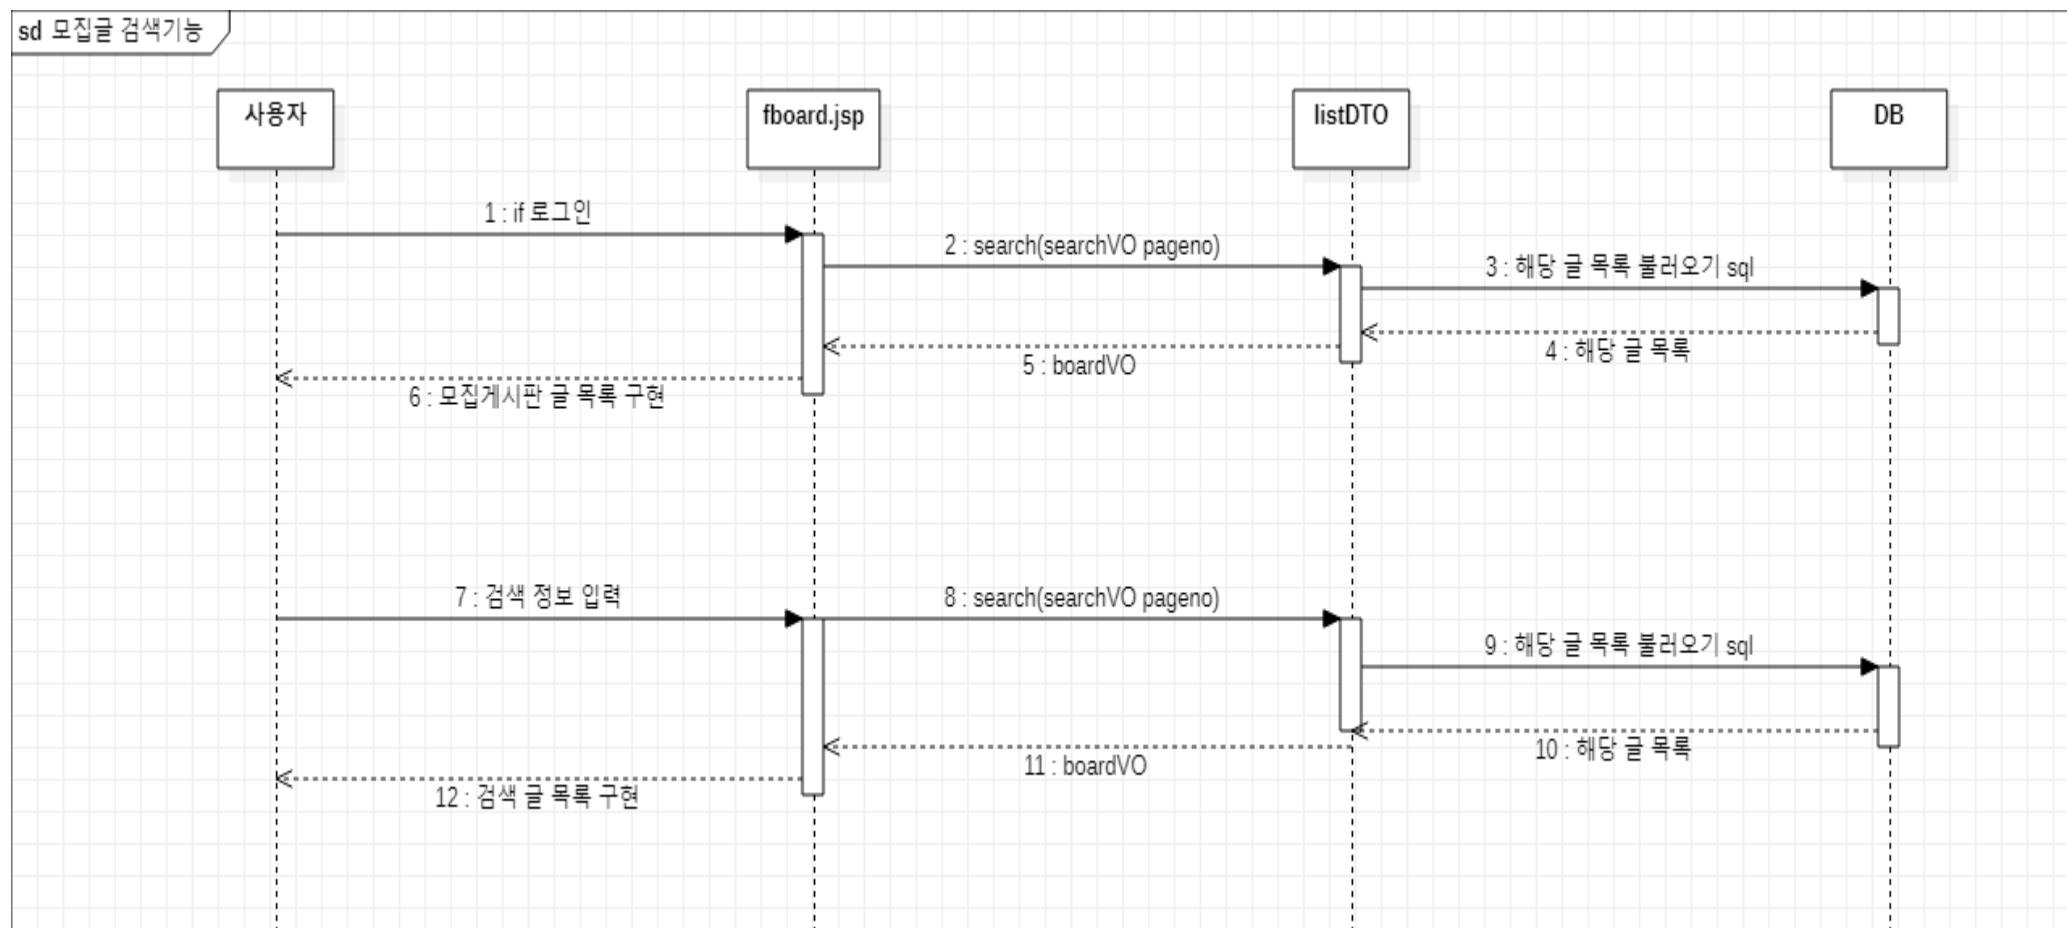 sd 모집글 검색기능
사용자
fboard.jsp
listDTO
DB
1 : if 로그인
2 : search(searchVO pageno)
3 : 해당 글 목록 불러오기 sql
4 : 해당 글 목록
5 : boardVO
6 : 모집게시판 글 목록 구현
7 : 검색 정보 입력
8 : search(searchVO pageno)
9 : 해당 글 목록 불러오기 sql
10 : 해당 글 목록
11 : boardVO
12 : 검색 글 목록 구현